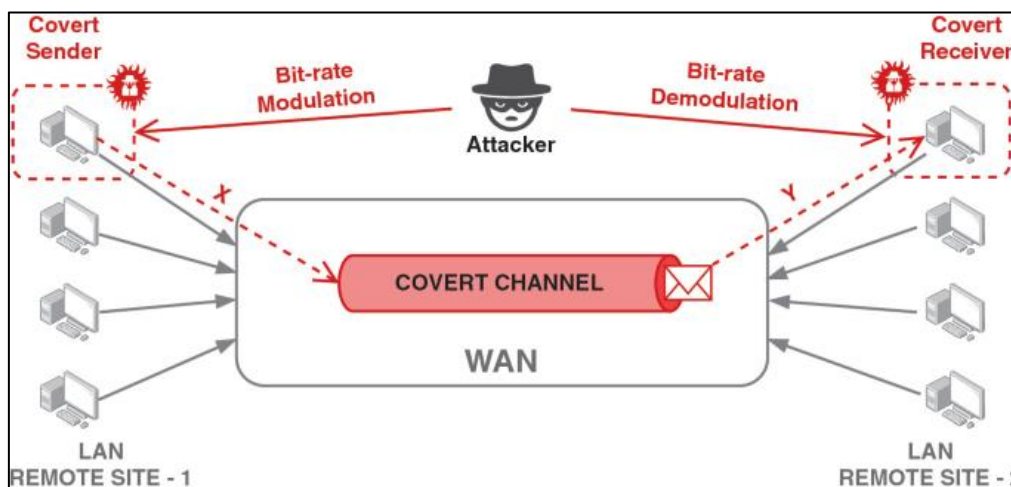 Covert
Sender
Bit-rate
Modulation
Attacker
Bit-rate
Demodulation
Covert
Receiver
X
Y
COVERT CHANNEL
WAN
LAN
REMOTE SITE - 1
LAN
REMOTE SITE -